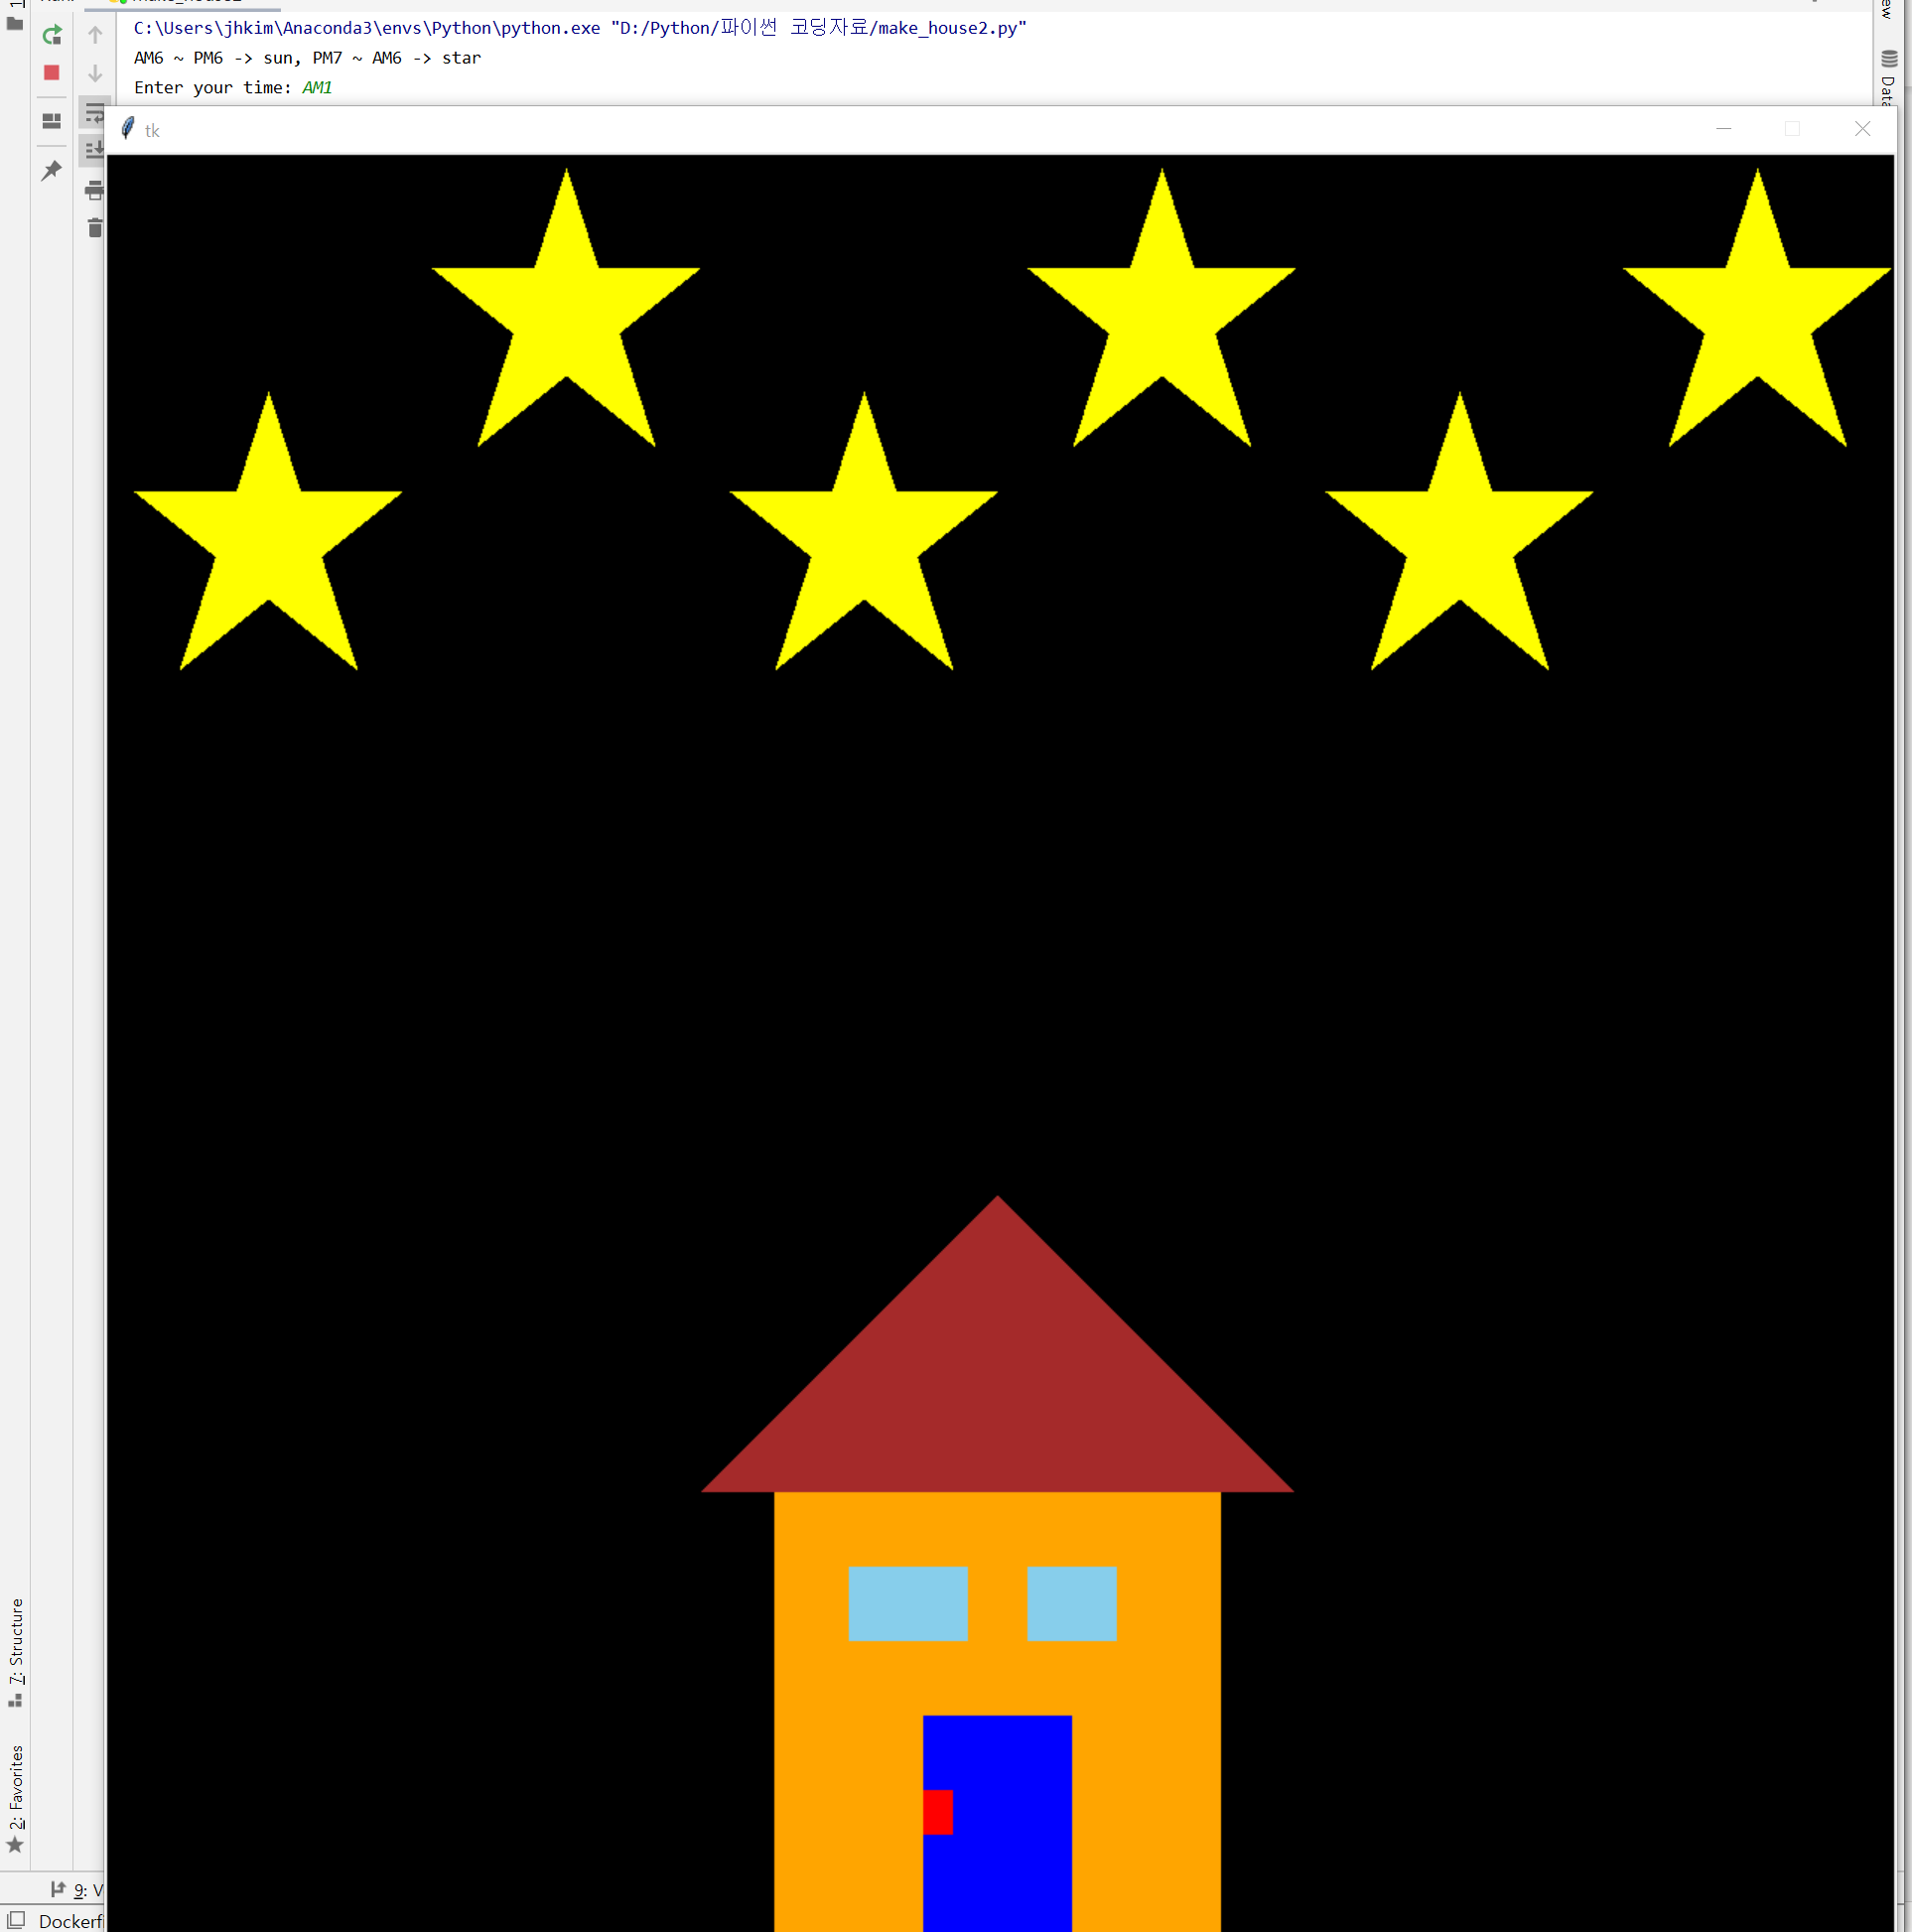 C:\Users\jhkim\Anaconda3\envs\Python\python.exe "D:/Python/파이썬 코딩자료/make_house2.py"
AM6 ~ PM6 -> sun, PM7 ~ AM6 -> star
Enter your time: AM1
tk
7: Structure
2: Favorites
9: V
Dockerf